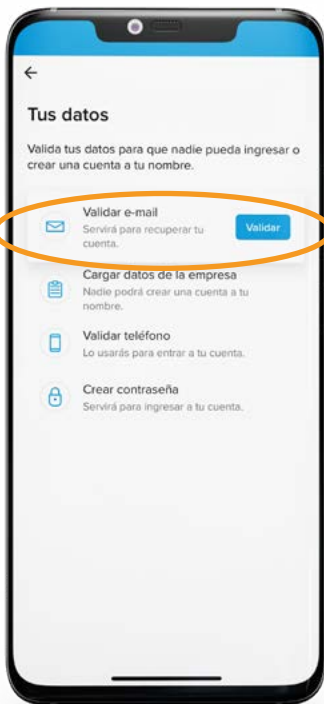 Tus datos
Valida tus datos para que nadie pueda ingresar o
crear una cuenta a tu nombre.
Validar e-mail
Servirá para recuperar tu
cuenta.
Validar
Cargar datos de la empresa
Nadie podrá crear una cuenta a tu
nombre.
Validar teléfono
Lo usarás para entrar a tu cuenta.
Crear contraseña
Servirá para ingresar a tu cuenta.